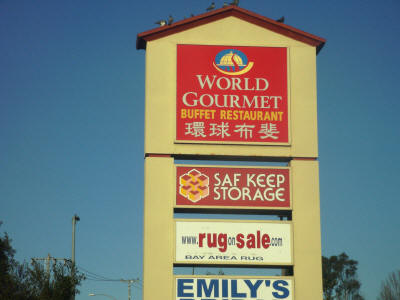 WORLD
GOURMET
BUFFET RESTAURANT
環球布斐
SAF KEEP
STORAGE
www.rugonsale.com
BAY AREA RUG
EMILY'S